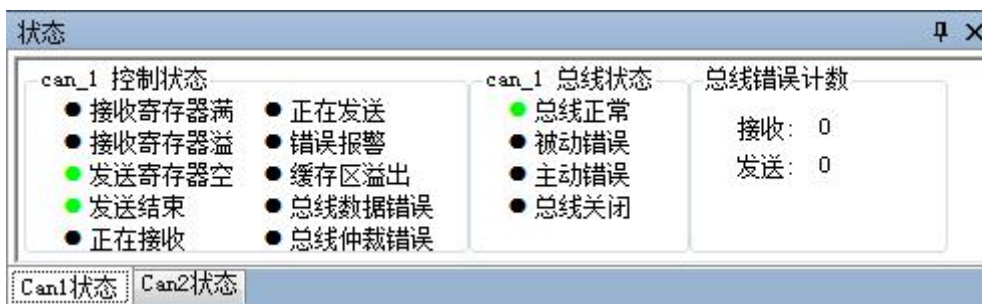 状态
can_1 控制状态
接收寄存器满
接收寄存器溢
发送寄存器空
发送结束
正在接收
正在发送
错误报警
缓存区溢出
总线数据错误
总线仲裁错误
can_1 总线状态
总线正常
被动错误
主动错误
总线关闭
总线错误计数
接收: 0
发送: 0
Can1状态
Can2状态